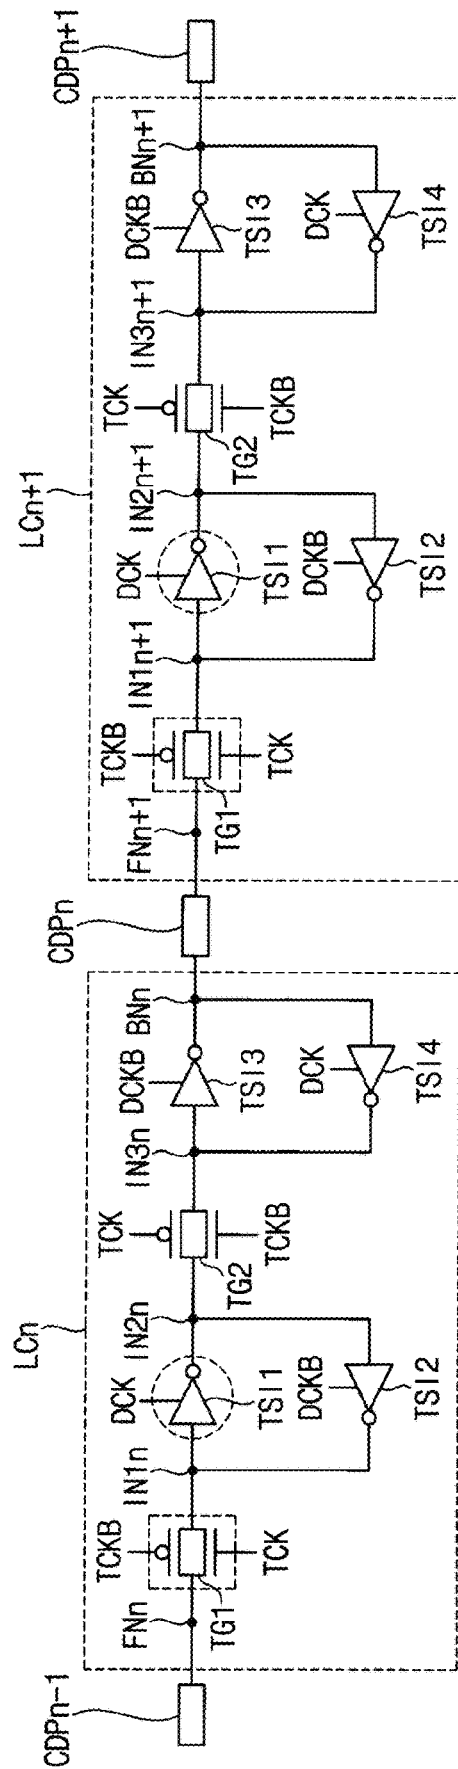 LCn
LCn+1
CDPn-1
FNn
TCKB
TG1
TCK
IN1n
DCK
TSI1
DCKB
TSI2
IN2n
TCK
TG2
TCKB
IN3n
DCKB
TSI3
DCK
TSI4
BNn
CDPn
FNn+1
TCKB
TG1
TCK
IN1n+1
DCK
TSI1
DCKB
TSI2
IN2n+1
TCK
TG2
TCKB
IN3n+1
DCKB
TSI3
DCK
TSI4
BNn+1
CDPn+1